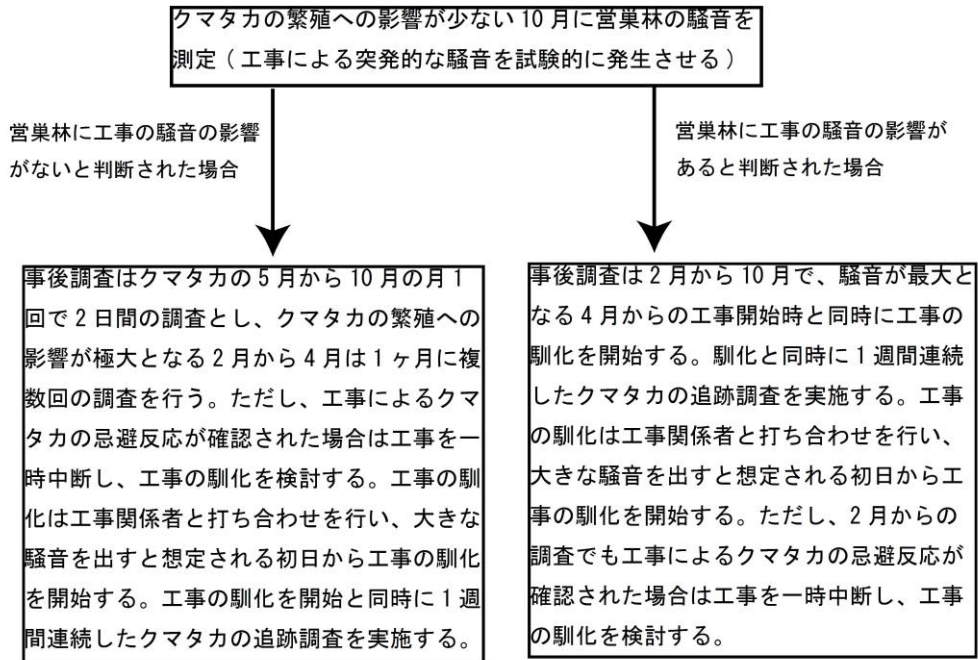 クマタカの繁殖への影響が少ない 10 月に営巣林の騒音を
測定 ( 工事による突発的な騒音を試験的に発生させる )
営巣林に工事の騒音の影響
がないと判断された場合
営巣林に工事の騒音の影響が
あると判断された場合
事後調査はクマタカの 5 月から 10 月の月 1
回で 2 日間の調査とし、クマタカの繁殖への
影響が極大となる 2 月から 4 月は 1 ヶ月に複
数回の調査を行う。ただし、工事によるクマ
タカの忌避反応が確認された場合は工事を一
時中断し、工事の馴化を検討する。工事の馴
化は工事関係者と打ち合わせを行い、大きな
騒音を出すと想定される初日から工事の馴化
を開始する。工事の馴化を開始と同時に 1 週
間連続したクマタカの追跡調査を実施する。
事後調査は 2 月から 10 月で、騒音が最大と
なる 4 月からの工事開始時と同時に工事の
馴化を開始する。馴化と同時に 1 週間連続
したクマタカの追跡調査を実施する。工事
の馴化は工事関係者と打ち合わせを行い、
大きな騒音を出すと想定される初日から工
事の馴化を開始する。ただし、2 月からの
調査でも工事によるクマタカの忌避反応が
確認された場合は工事を一時中断し、工事
の馴化を検討する。